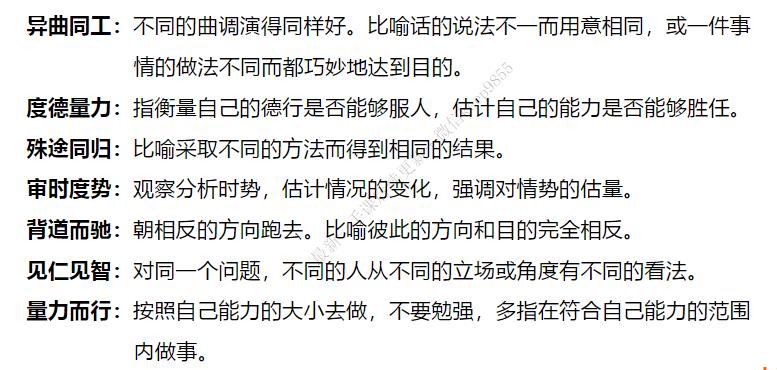 异曲同工：不同的曲调演得同样好。比喻话的说法不一而用意相同，或一件事
情的做法不同而都巧妙地达到目的。
度德量力：指衡量自己的德行是否能够服人，估计自己的能力是否能够胜任。
殊途同归：比喻采取不同的方法而得到相同的结果。
审时度势：观察分析时势，估计情况的变化，强调对情势的估量。
背道而驰：朝相反的方向跑去。比喻彼此的方向和目的完全相反。
见仁见智：对同一个问题，不同的人从不同的立场或角度有不同的看法。
量力而行：按照自己能力的大小去做，不要勉强，多指在符合自己能力的范围
内做事。